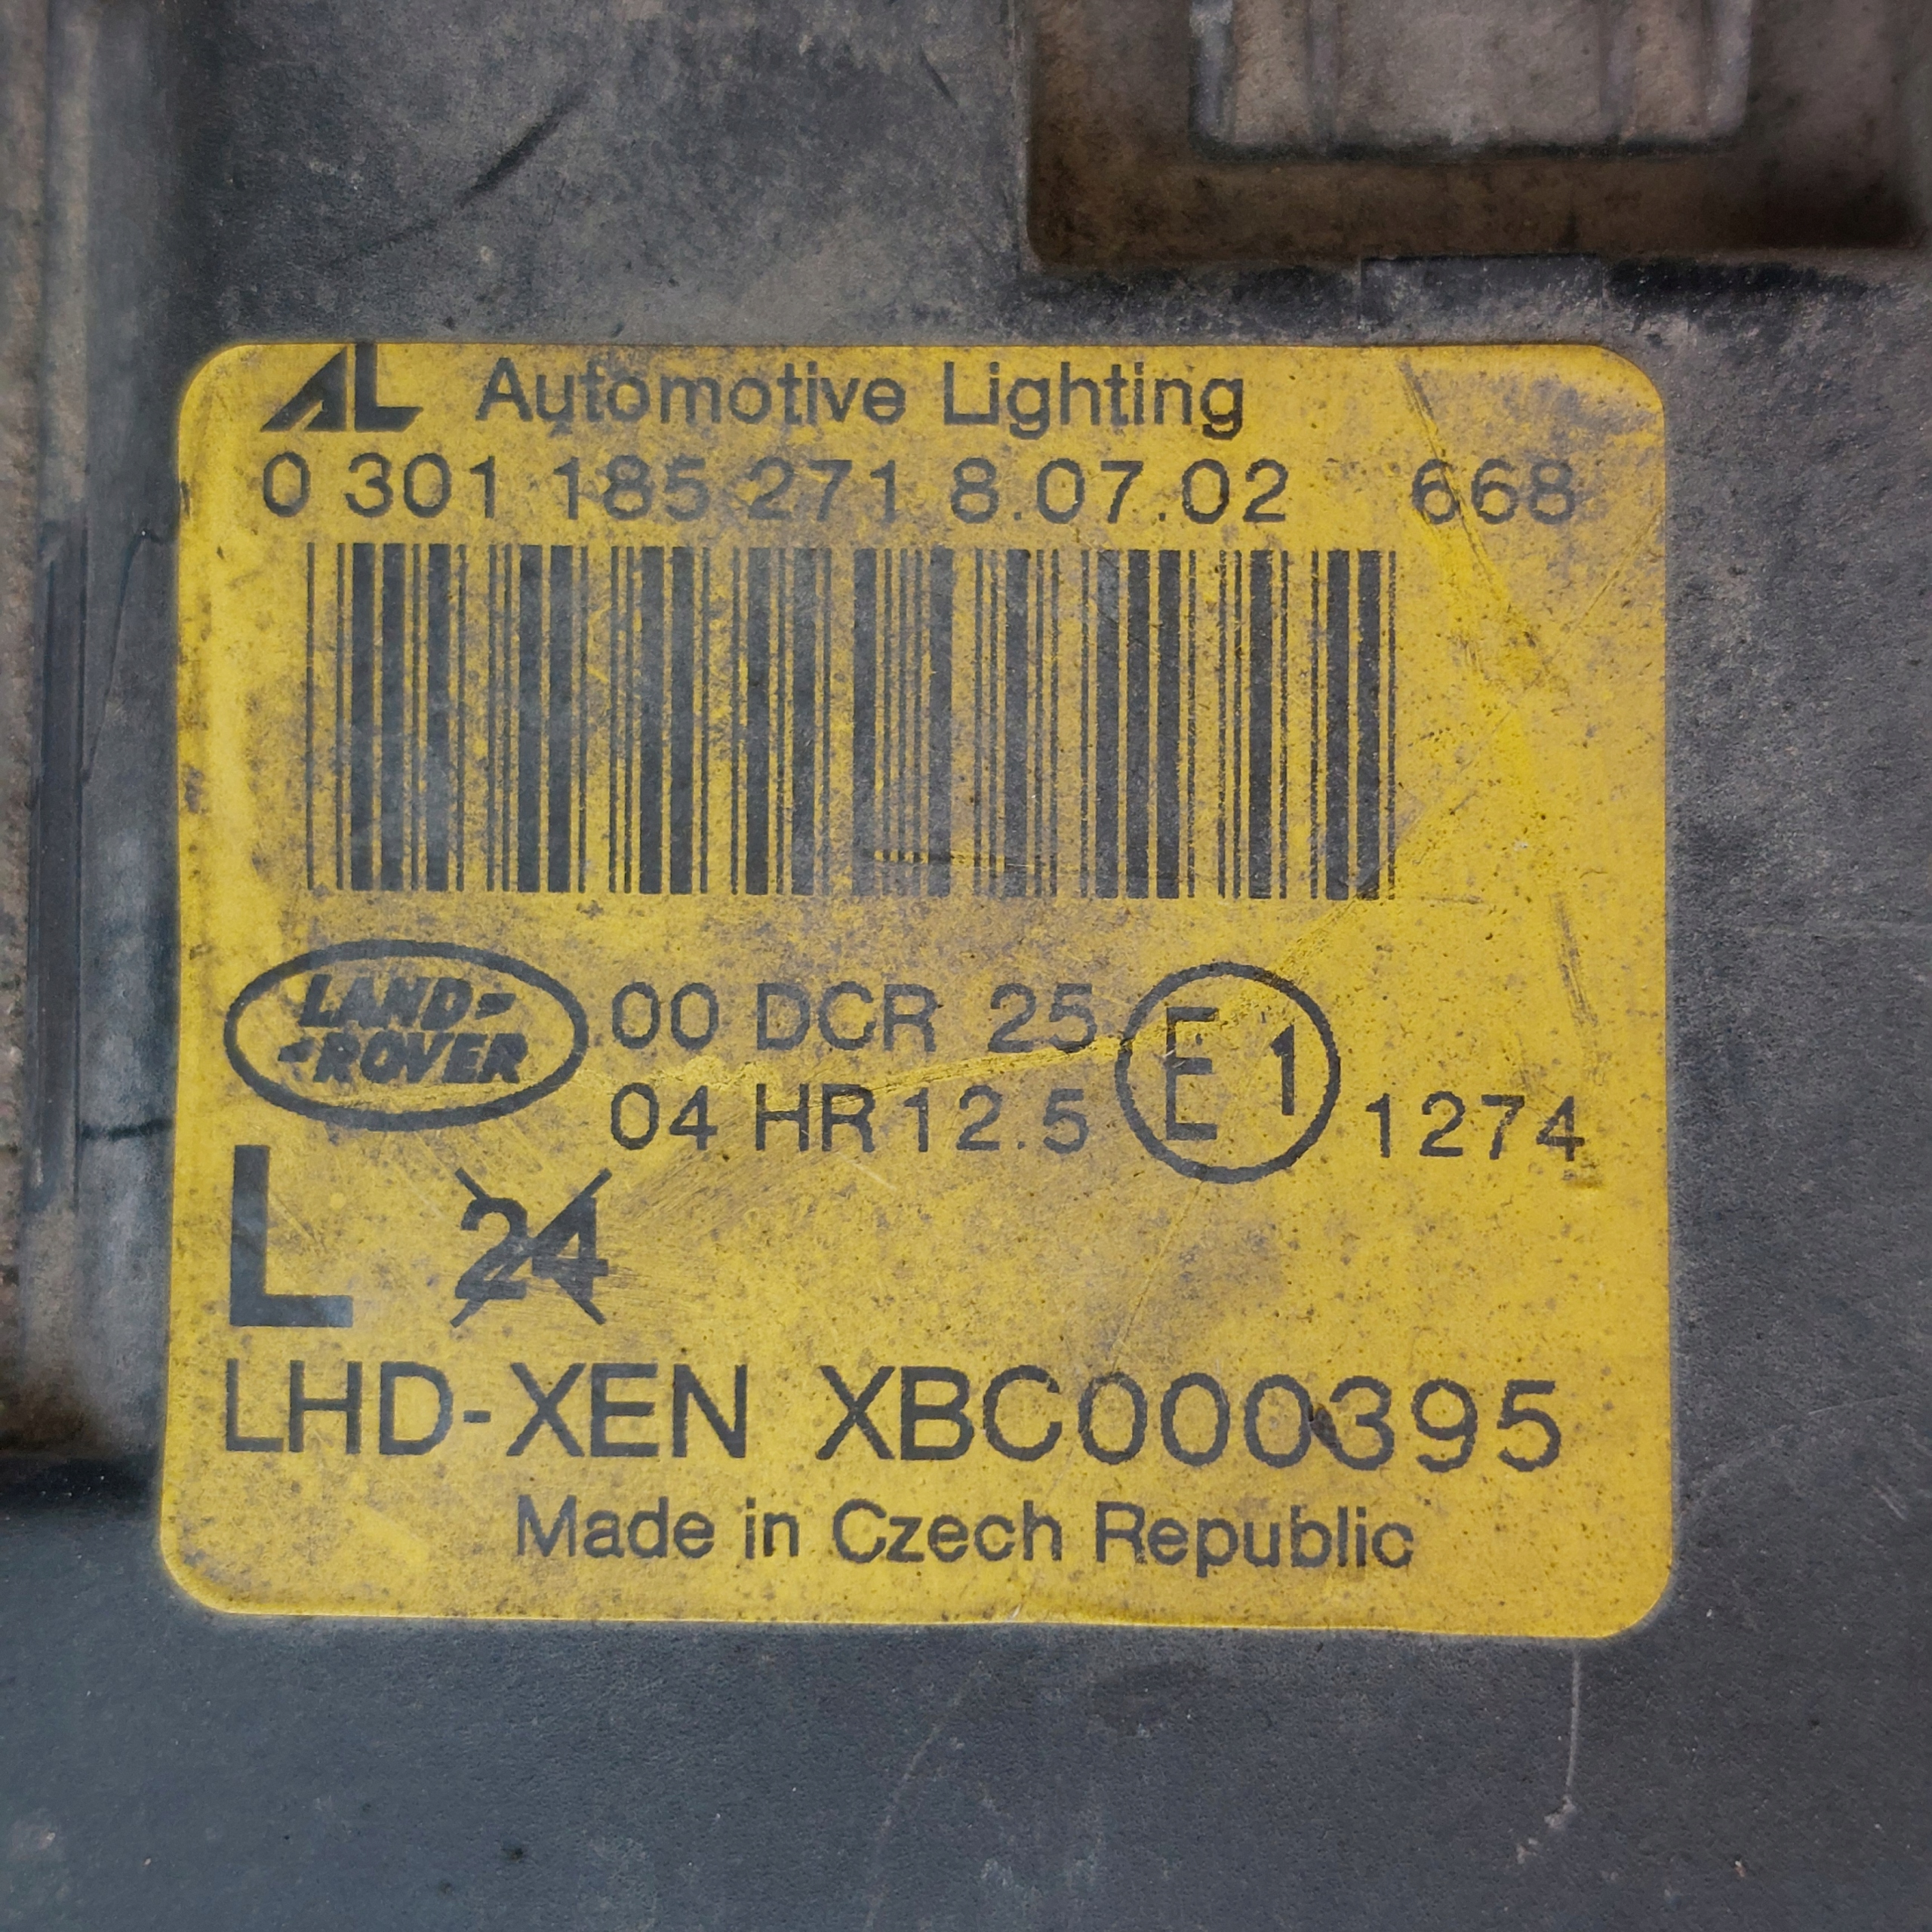 AL Automotive Lighting
0 301 185 271 8.07.02 668
LAND-
-ROVER
00 DCR 25
04 HR 12.5
E1
1274
L 24
LHD-XEN XBC000395
Made in Czech Republic